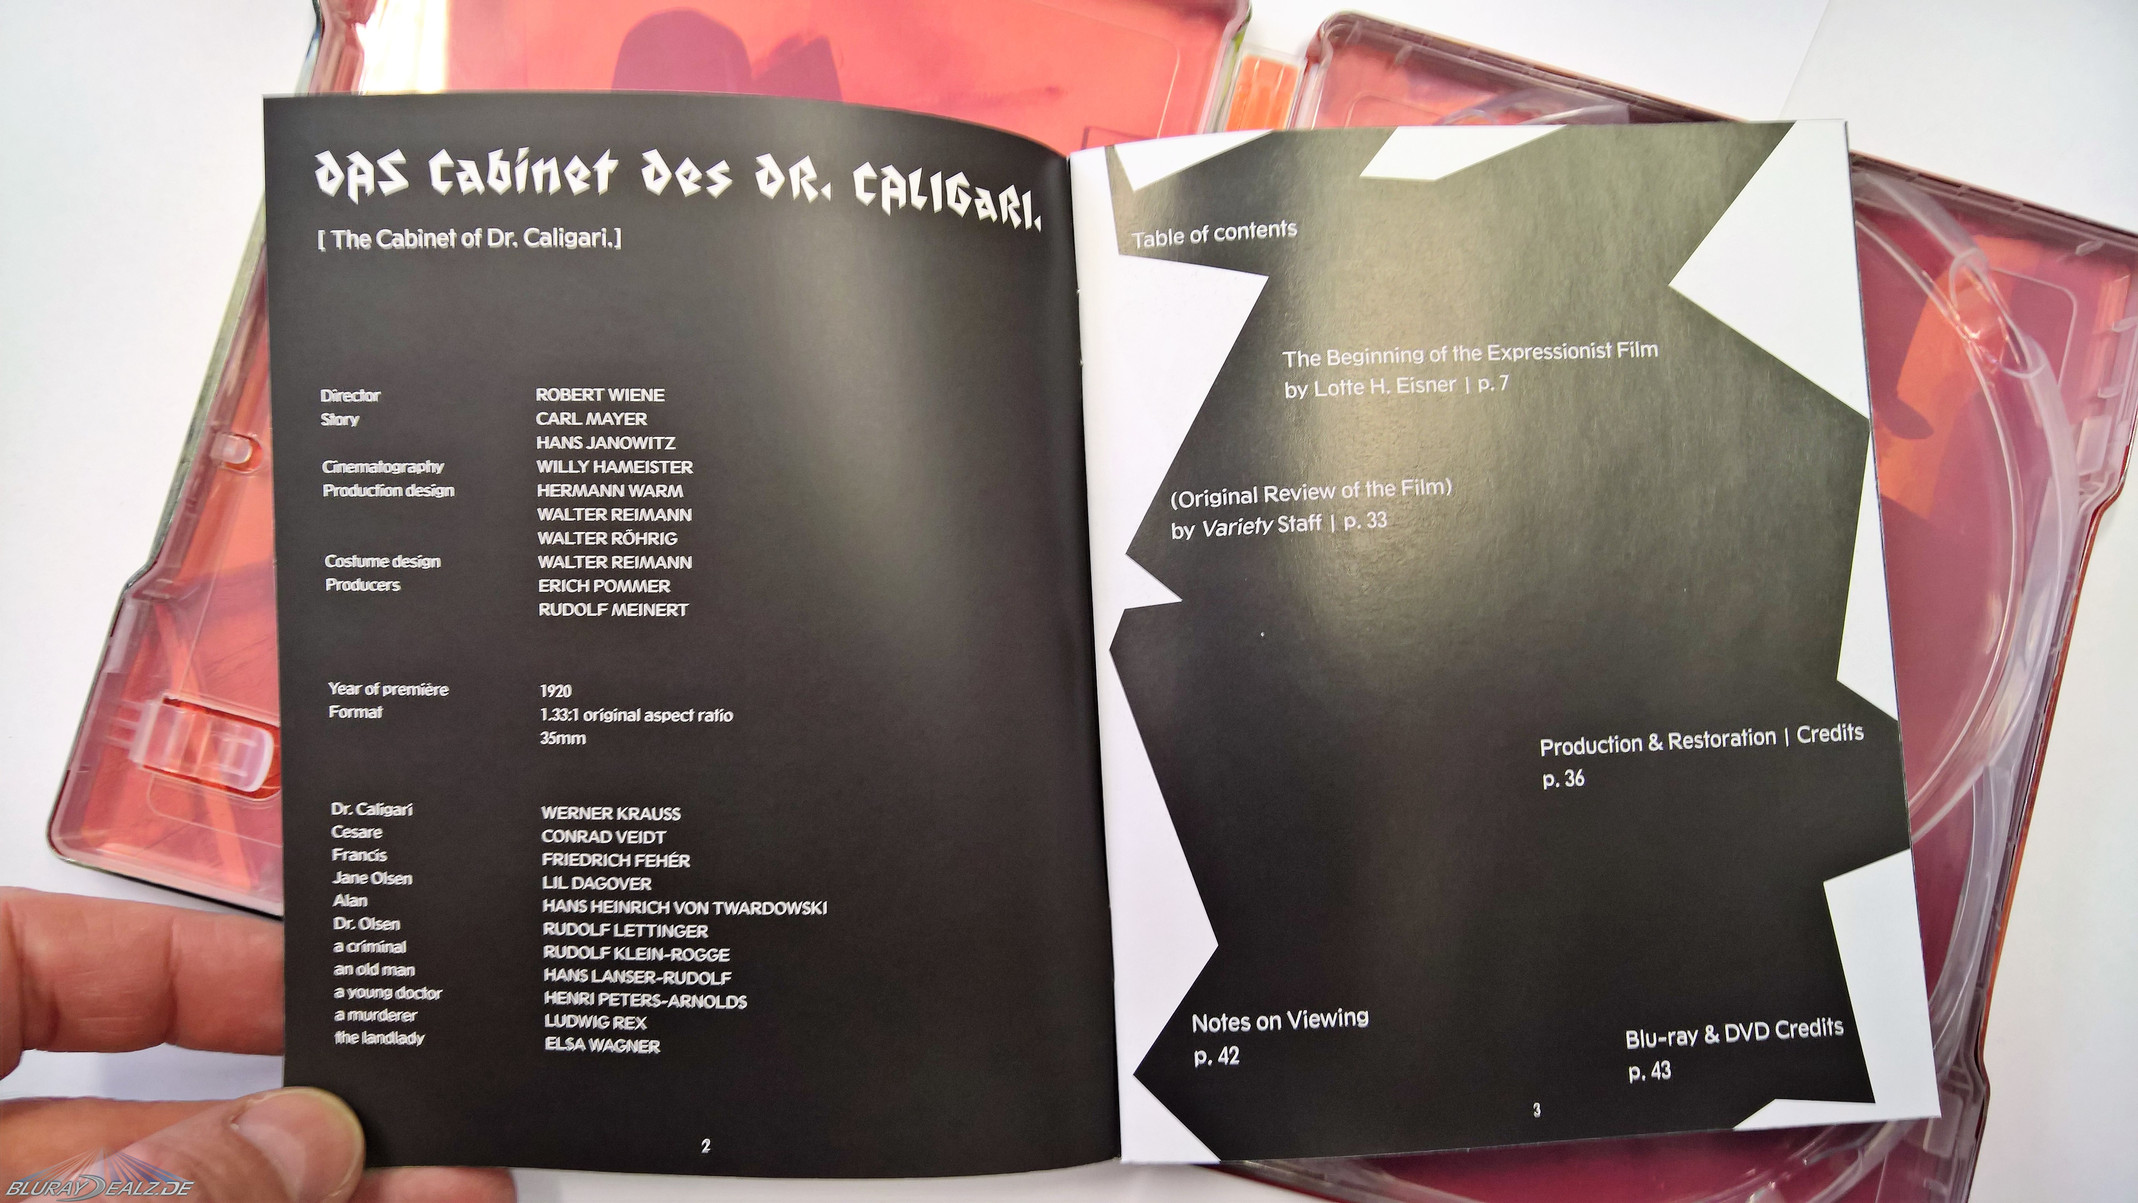 DAS Cabinet des DR. CALIGARI.
[ The Cabinet of Dr. Caligari.]
Director ROBERT WIENE
Story CARL MAYER
HANS JANOWITZ
Cinematography WILLY HAMEISTER
Production design HERMANN WARM
WALTER REIMANN
WALTER RÖHRIG
Costume design WALTER REIMANN
Producers ERICH POMMER
RUDOLF MEINERT
Year of première 1920
Format 1.33:1 original aspect ratio
35mm
Dr. Caligari WERNER KRAUSS
Cesare CONRAD VEIDT
Francis FRIEDRICH FEHÉR
Jane Olsen LIL DAGOVER
Alan HANS HEINRICH VON TWARDOWSKI
Dr. Olsen RUDOLF LETTINGER
a criminal RUDOLF KLEIN-ROGGE
an old man HANS LANSER-RUDOLF
a young doctor HENRI PETERS-ARNOLDS
a murderer LUDWIG REX
the landlady ELSA WAGNER
2
Table of contents
The Beginning of the Expressionist Film
by Lotte H. Eisner | p. 7
(Original Review of the Film)
by Variety Staff | p. 33
Production & Restoration | Credits
p. 36
Notes on Viewing
p. 42
Blu-ray & DVD Credits
p. 43
3
BLURAYDEALZ.DE